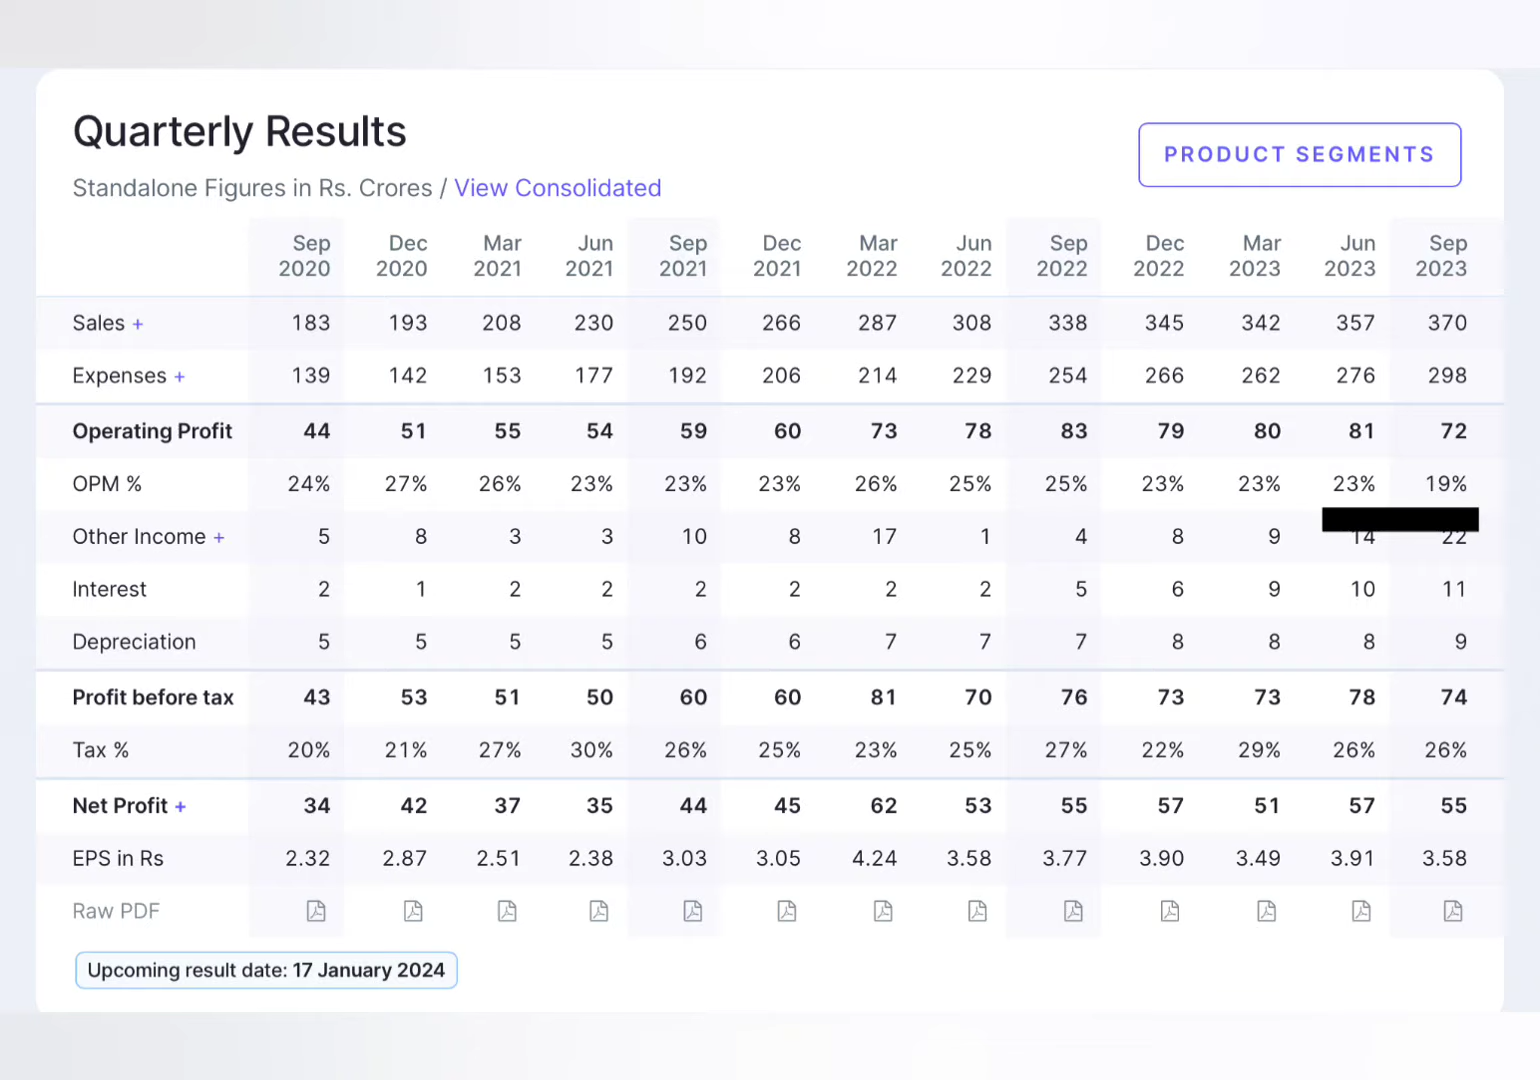 Quarterly Results
PRODUCT SEGMENTS
Standalone Figures in Rs. Crores / View Consolidated
Sep 2020 Dec 2020 Mar 2021 Jun 2021 Sep 2021 Dec 2021 Mar 2022 Jun 2022 Sep 2022 Dec 2022 Mar 2023 Jun 2023 Sep 2023
Sales + 183 193 208 230 250 266 287 308 338 345 342 357 370
Expenses + 139 142 153 177 192 206 214 229 254 266 262 276 298
Operating Profit 44 51 55 54 59 60 73 78 83 79 80 81 72
OPM % 24% 27% 26% 23% 23% 23% 26% 25% 25% 23% 23% 23% 19%
Other Income + 5 8 3 3 10 8 17 1 4 8 9 14 22
Interest 2 1 2 2 2 2 2 2 5 6 9 10 11
Depreciation 5 5 5 5 6 6 7 7 7 8 8 8 9
Profit before tax 43 53 51 50 60 60 81 70 76 73 73 78 74
Tax % 20% 21% 27% 30% 26% 25% 23% 25% 27% 22% 29% 26% 26%
Net Profit + 34 42 37 35 44 45 62 53 55 57 51 57 55
EPS in Rs 2.32 2.87 2.51 2.38 3.03 3.05 4.24 3.58 3.77 3.90 3.49 3.91 3.58
Raw PDF
Upcoming result date: 17 January 2024